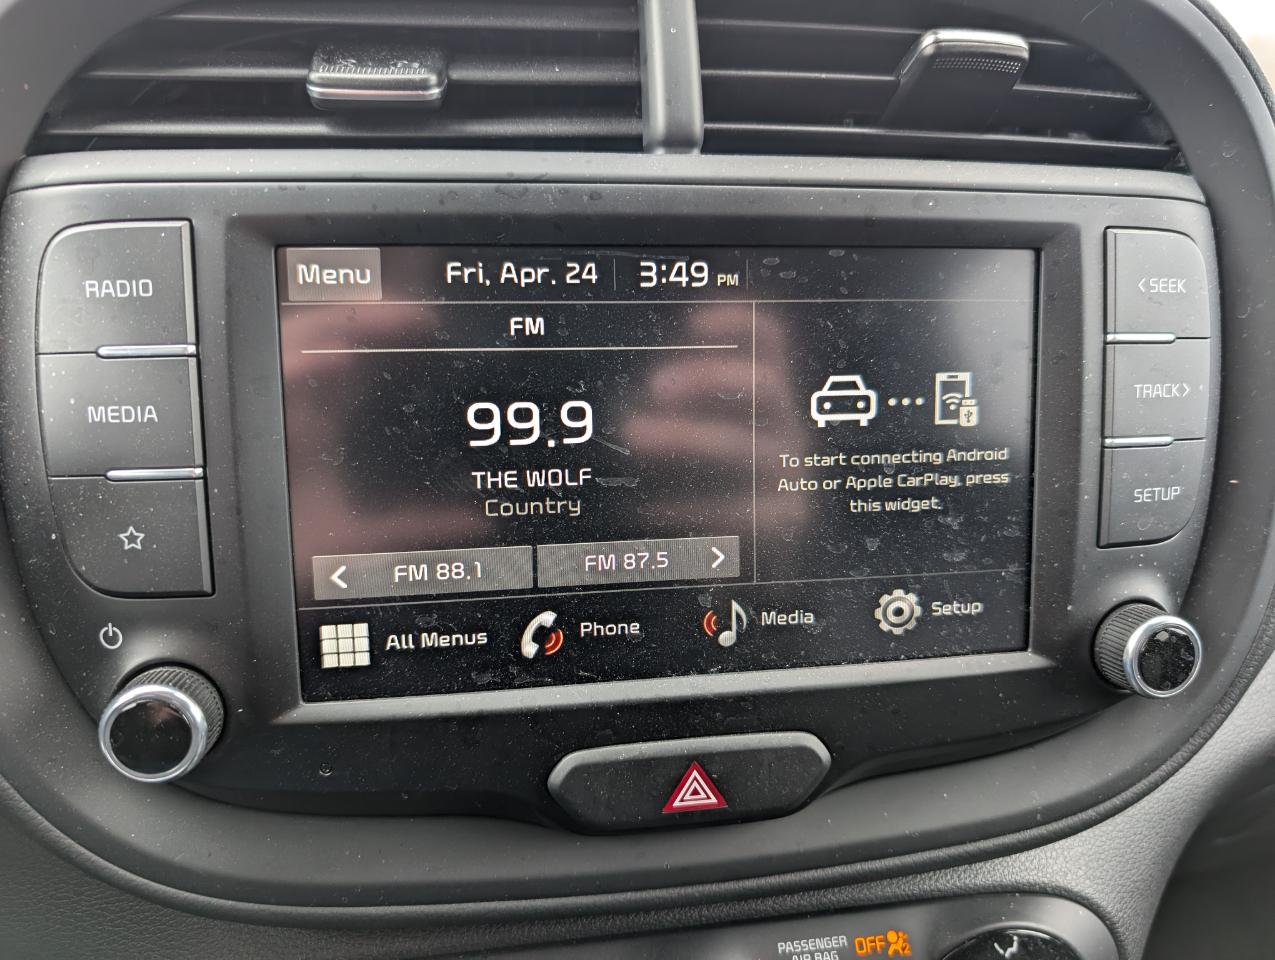 RADIO
MEDIA
Menu
Fri, Apr. 24
3:49 PM
FM
99.9
THE WOLF
Country
FM 88.1
FM 87.5
To start connecting Android
Auto or Apple CarPlay, press
this widget.
All Menus
Phone
Media
Setup
< SEEK
TRACK >
SETUP
PASSENGER
AIR BAG
OFF
2